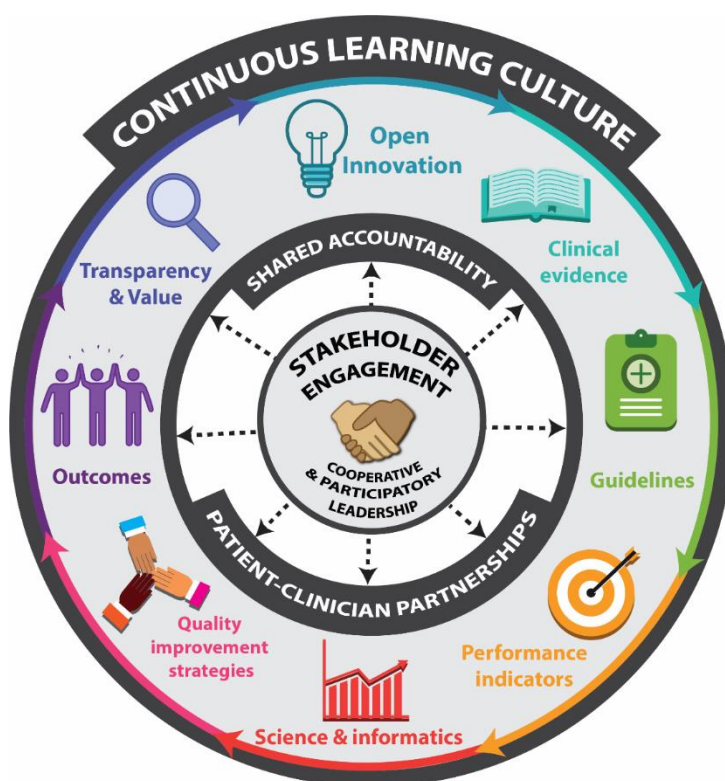 CONTINUOUS LEARNING CULTURE
Open
Innovation
Clinical
evidence
Guidelines
Performance
indicators
Science & informatics
Quality
improvement
strategies
Outcomes
Transparency
& Value
SHARED ACCOUNTABILITY
STAKEHOLDER
ENGAGEMENT
COOPERATIVE
& PARTICIPATORY
LEADERSHIP
PATIENT-CLINICIAN PARTNERSHIPS